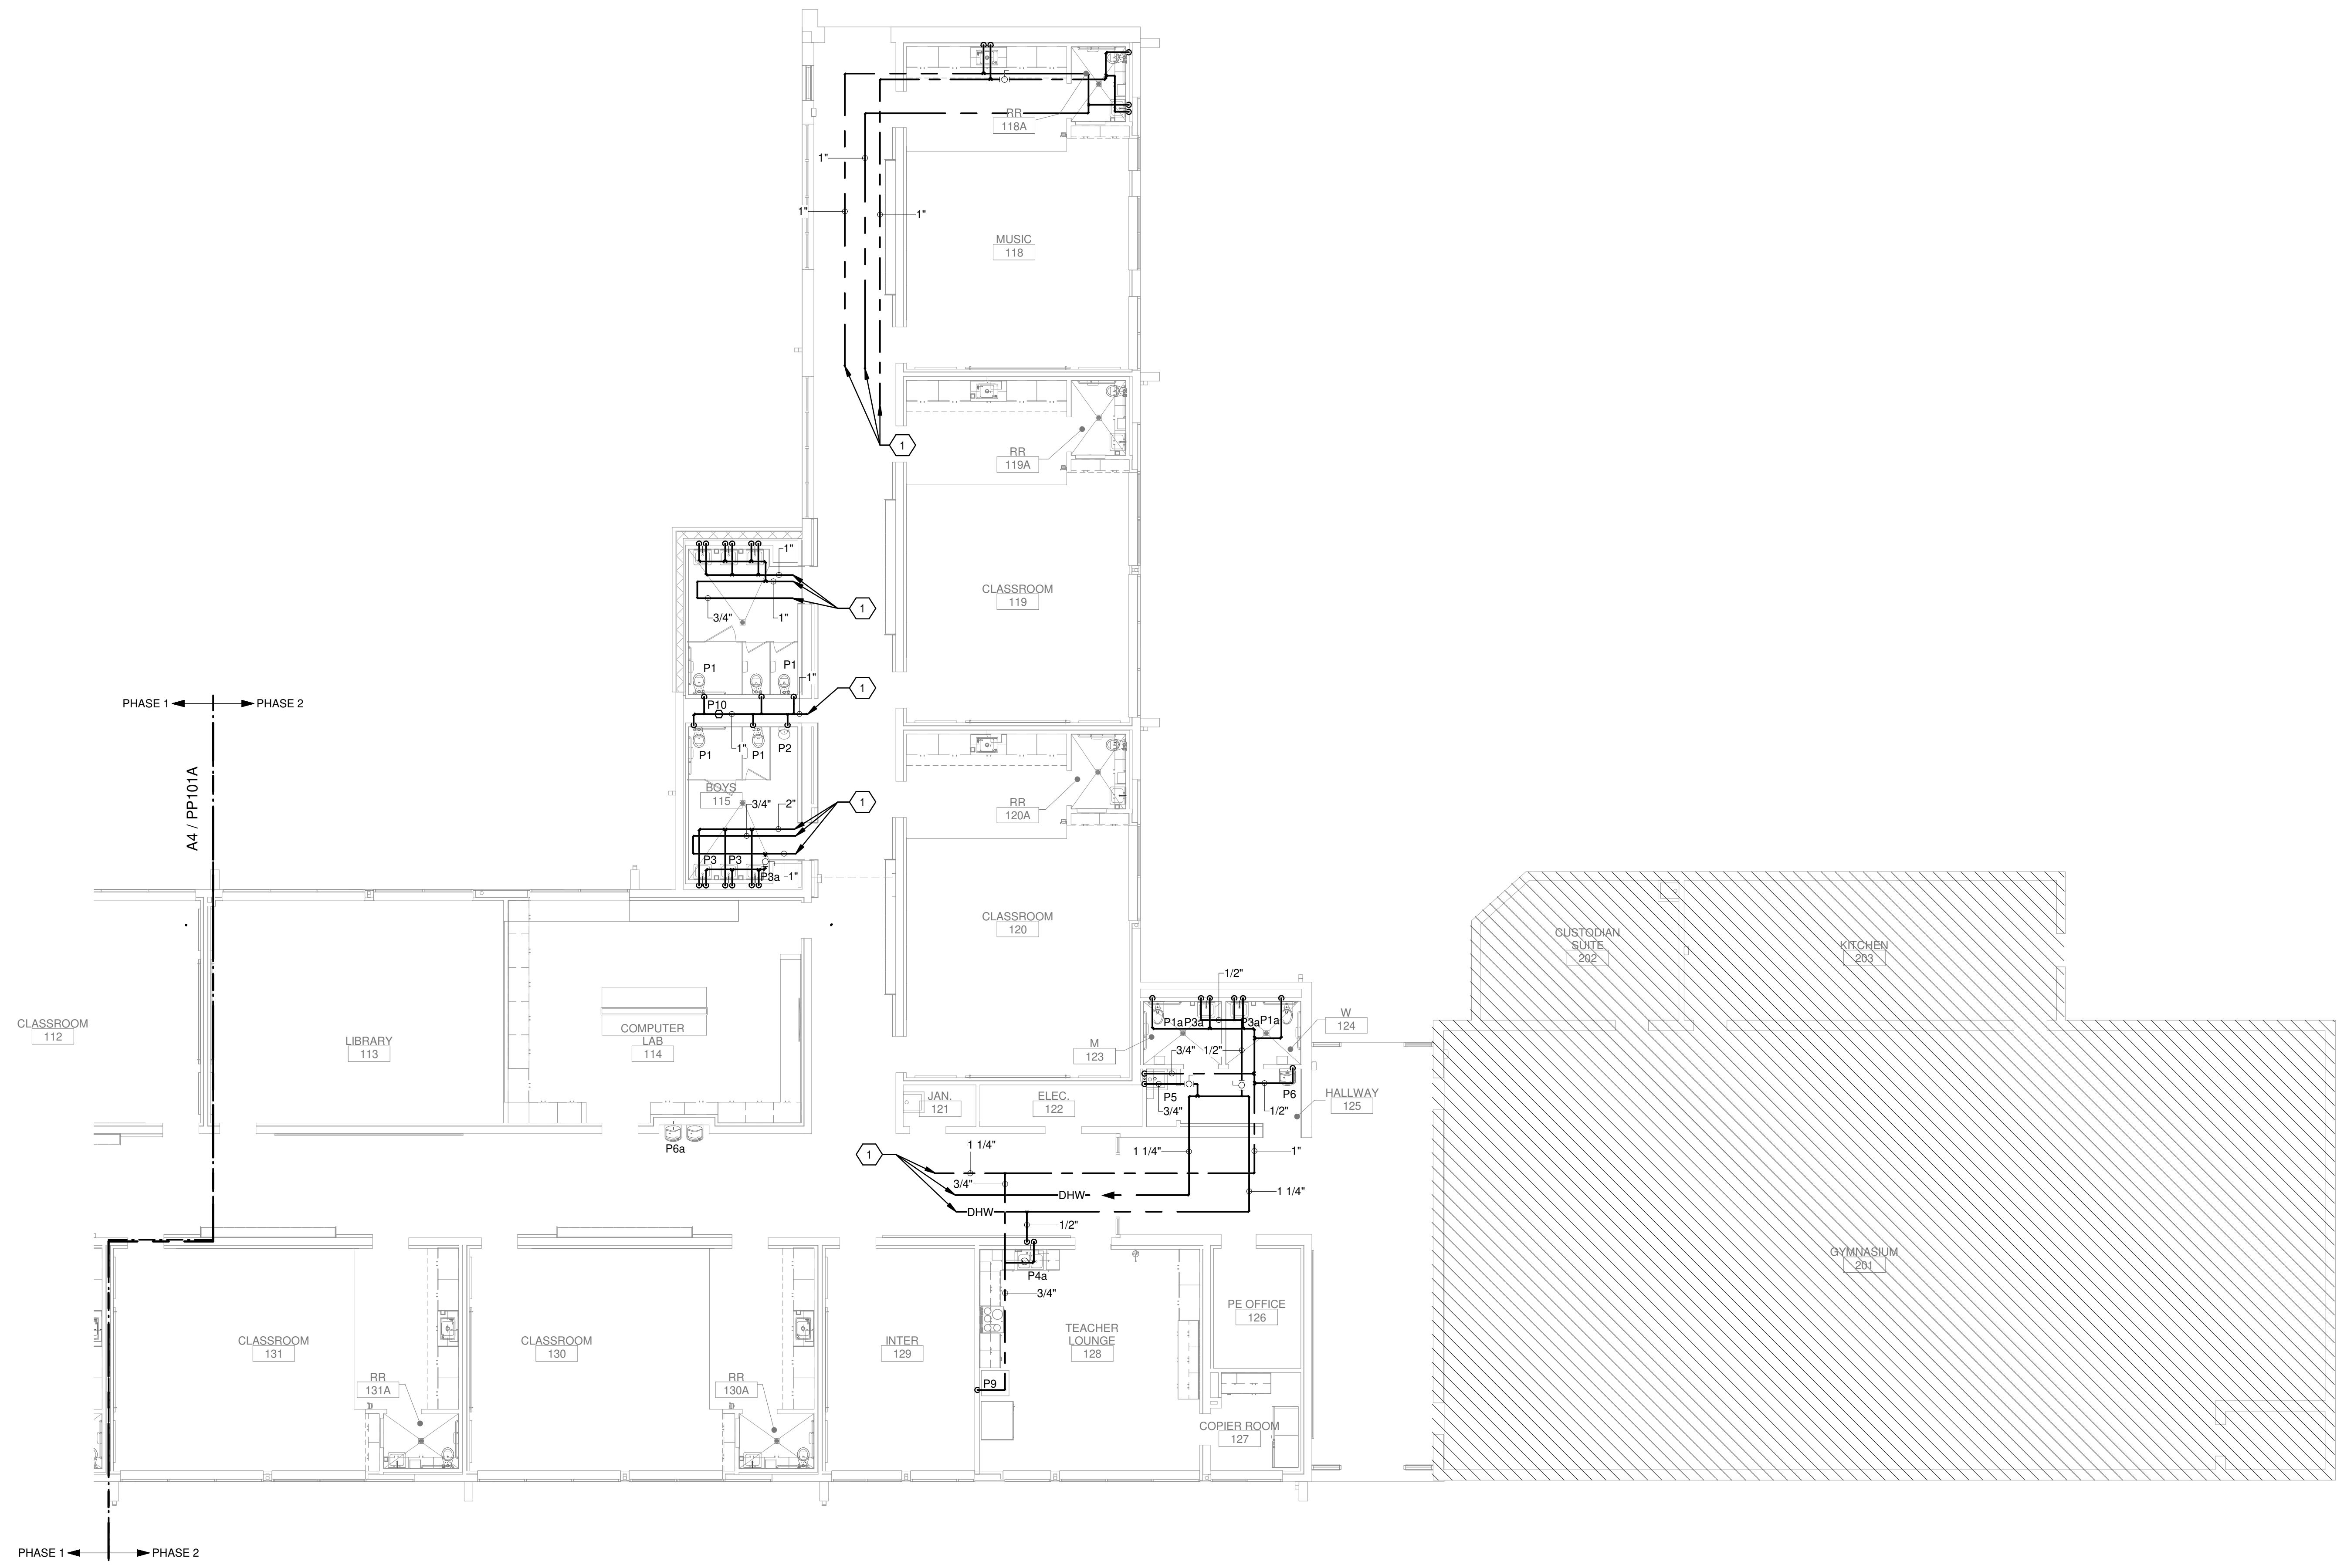 RR
118A
1"
1"
1"
MUSIC
118
1
RR
119A
1"
CLASSROOM
119
1
3/4"
1"
P1
P1
1"
1
PHASE 1
PHASE 2
P10
1"
P1
P1
P2
A4 / PP101A
BOYS
115
3/4"
2"
1
RR
120A
P3
P3
P3a
1"
CLASSROOM
120
CUSTODIAN
SUITE
202
KITCHEN
203
1/2"
CLASSROOM
112
LIBRARY
113
COMPUTER
LAB
114
P1a
P3a
P3a
P1a
W
124
M
123
3/4"
1/2"
JAN.
121
ELEC.
122
P5
3/4"
P6
1/2"
HALLWAY
125
P6a
1 1/4"
1
1 1/4"
1"
3/4"
DHW
1 1/4"
DHW
1/2"
GYMNASIUM
201
P4a
3/4"
CLASSROOM
131
CLASSROOM
130
INTER
129
TEACHER
LOUNGE
128
PE OFFICE
126
RR
131A
RR
130A
P9
COPIER ROOM
127
PHASE 1
PHASE 2